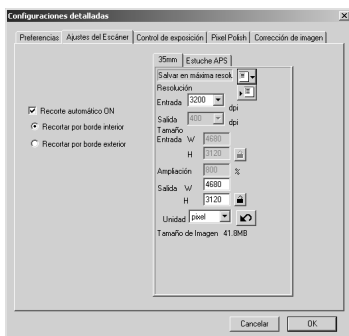 Configuraciones detalladas
Preferencias Ajustes del Escáner Control de exposición Pixel Polish Corrección de imagen
35mm Estuche APS
Salvar en máxima resol.
Resolución
Entrada 3200 dpi
Recorte automático ON
Salida 400 dpi
Recortar por borde interior
Tamaño
Entrada W 4680
Recortar por borde exterior
H 3120
Ampliación 800 %
Salida W 4680
H 3120
Unidad pixel
Tamaño de Imagen 41.8MB
Cancelar OK